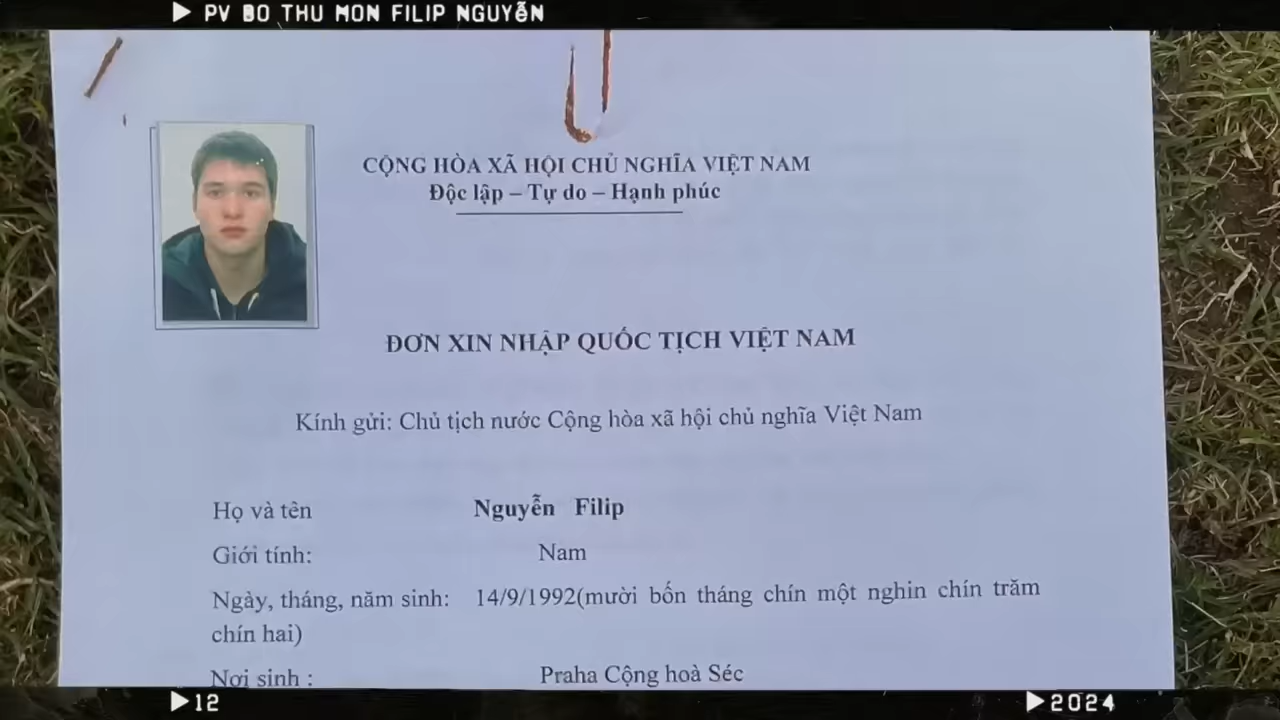 ▶ PV BO THU MON FILIP NGUYễN
CỘNG HÒA XÃ HỘI CHỦ NGHĨA VIỆT NAM
Độc lập – Tự do – Hạnh phúc
ĐƠN XIN NHẬP QUỐC TỊCH VIỆT NAM
Kính gửi: Chủ tịch nước Cộng hòa xã hội chủ nghĩa Việt Nam
Họ và tên Nguyễn Filip
Giới tính: Nam
Ngày, tháng, năm sinh: 14/9/1992(mười bốn tháng chín một nghin chín trăm
chín hai)
Nơi sinh : Praha Cộng hoà Séc
▶12 ▶2024